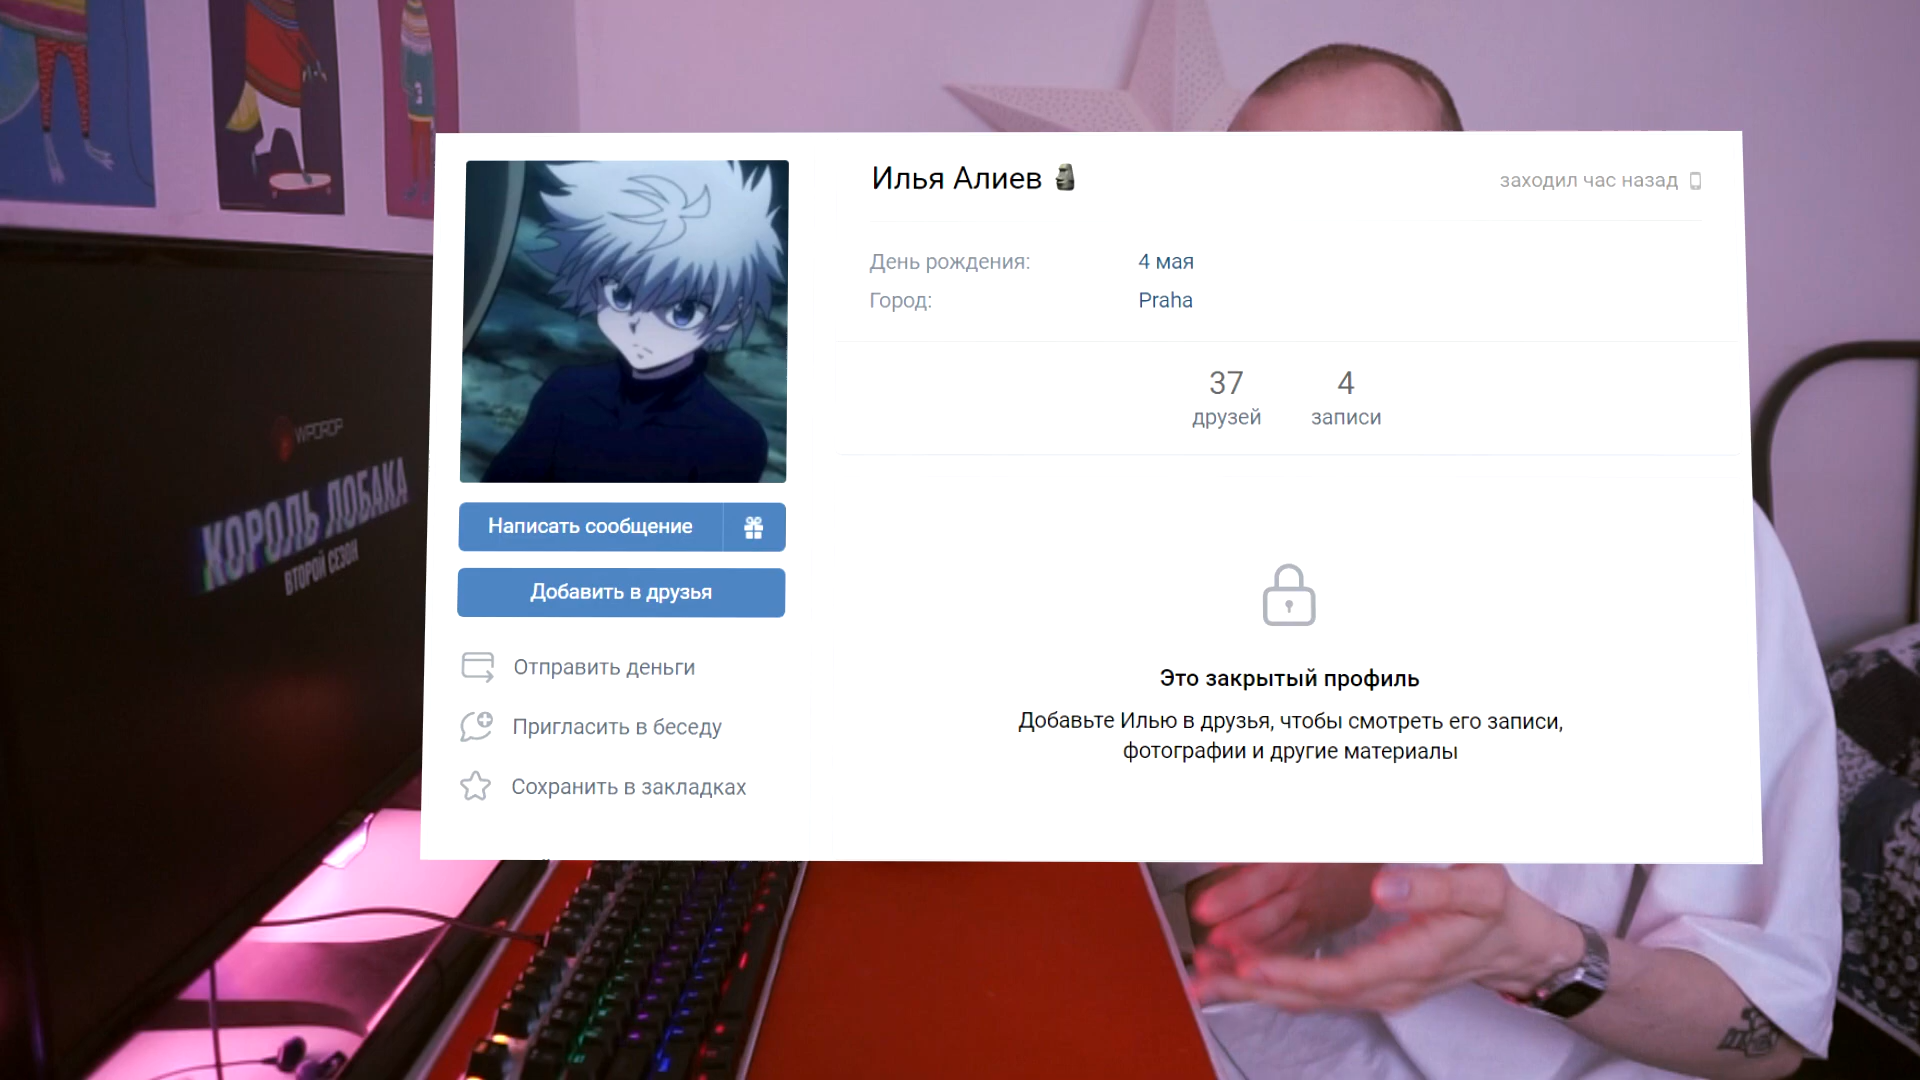 Илья Алиев 🗿
заходил час назад
День рождения: 4 мая
Город: Praha
37 4
друзей записи
Написать сообщение
Добавить в друзья
Отправить деньги
Пригласить в беседу
Сохранить в закладках
Это закрытый профиль
Добавьте Илью в друзья, чтобы смотреть его записи,
фотографии и другие материалы
WPDROP
КОРОЛЬ ЛОБАКА
ВТОРОЙ СЕЗОН